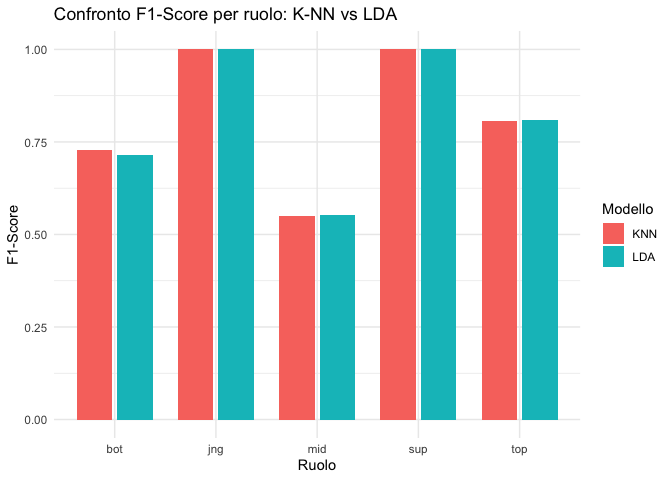 Confronto F1-Score per ruolo: K-NN vs LDA
1.00
0.75
0.50
0.25
0.00
F1-Score
bot jng mid sup top
Ruolo
Modello
KNN
LDA